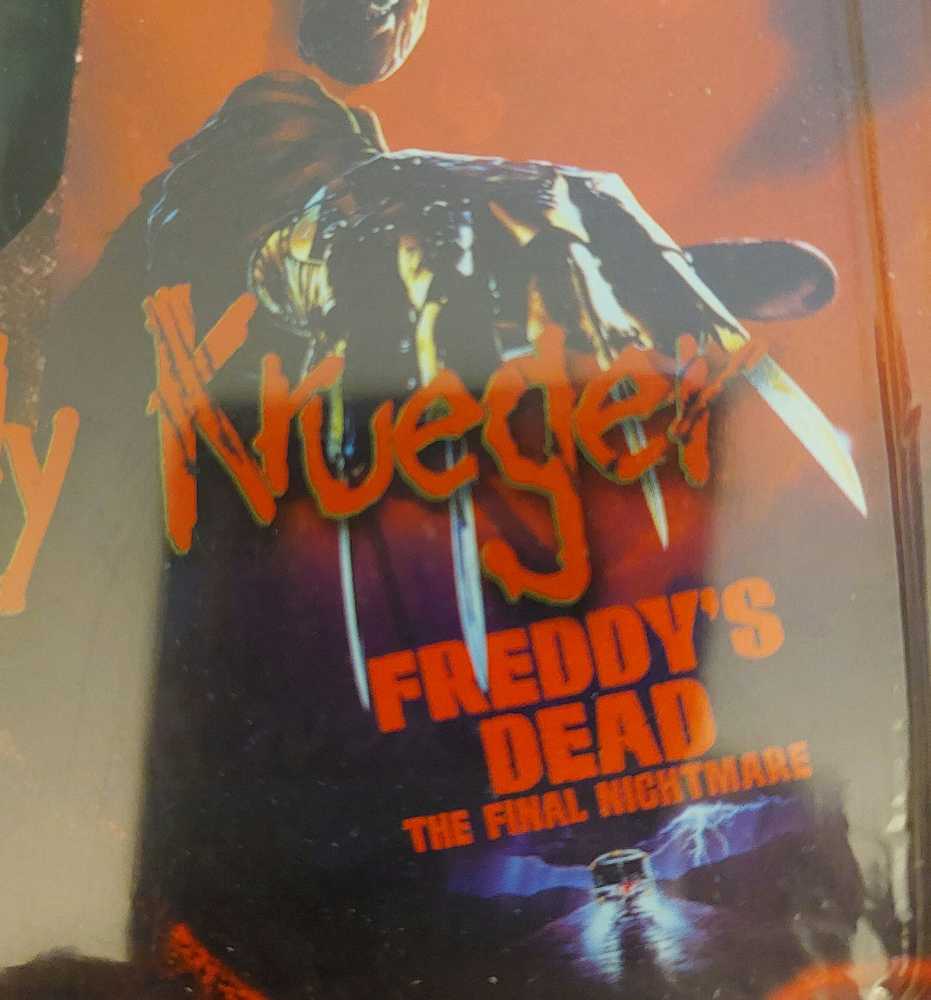 y Krueger
FREDDY'S
DEAD
THE FINAL NIGHTMARE